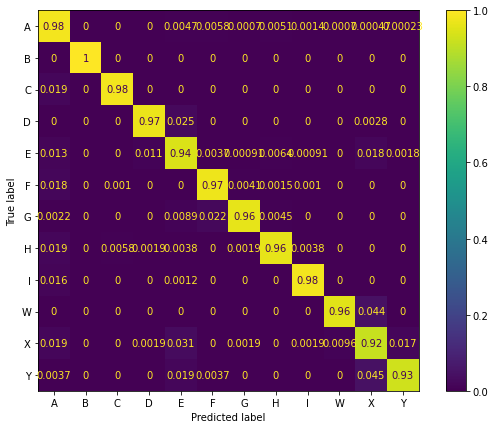 A 0.98 0 0 0 0.0047 0.0058 0.0007 0.0051 0.0014 0.0007 0.00047 0.00023
B 0 1 0 0 0 0 0 0 0 0 0 0
C 0.019 0 0.98 0 0 0 0 0 0 0 0 0
D 0 0 0 0.97 0.025 0 0 0 0 0 0.0028 0
E 0.013 0 0 0.011 0.94 0.0037 0.00091 0.0064 0.00091 0 0.018 0.0018
F 0.018 0 0.001 0 0 0.97 0.0041 0.0015 0.001 0 0 0
G 0.0022 0 0 0 0.0089 0.022 0.96 0.0045 0 0 0 0
H 0.019 0 0.0058 0.0019 0.0038 0 0.0019 0.96 0.0038 0 0 0
I 0.016 0 0 0 0.0012 0 0 0 0.98 0 0 0
W 0 0 0 0 0 0 0 0 0 0.96 0.044 0
X 0.019 0 0 0.0019 0.031 0 0.0019 0 0.0019 0.0096 0.92 0.017
Y 0.0037 0 0 0 0.019 0.0037 0 0 0 0 0.045 0.93
A B C D E F G H I W X Y
Predicted label
True label
1.0
0.8
0.6
0.4
0.2
0.0